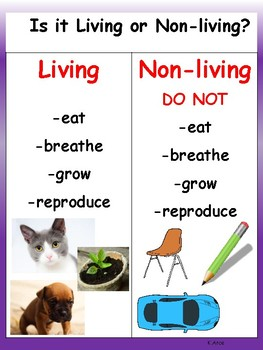 Is it Living or Non-living?
Living
-eat
-breathe
-grow
-reproduce
Non-living
DO NOT
-eat
-breathe
-grow
-reproduce